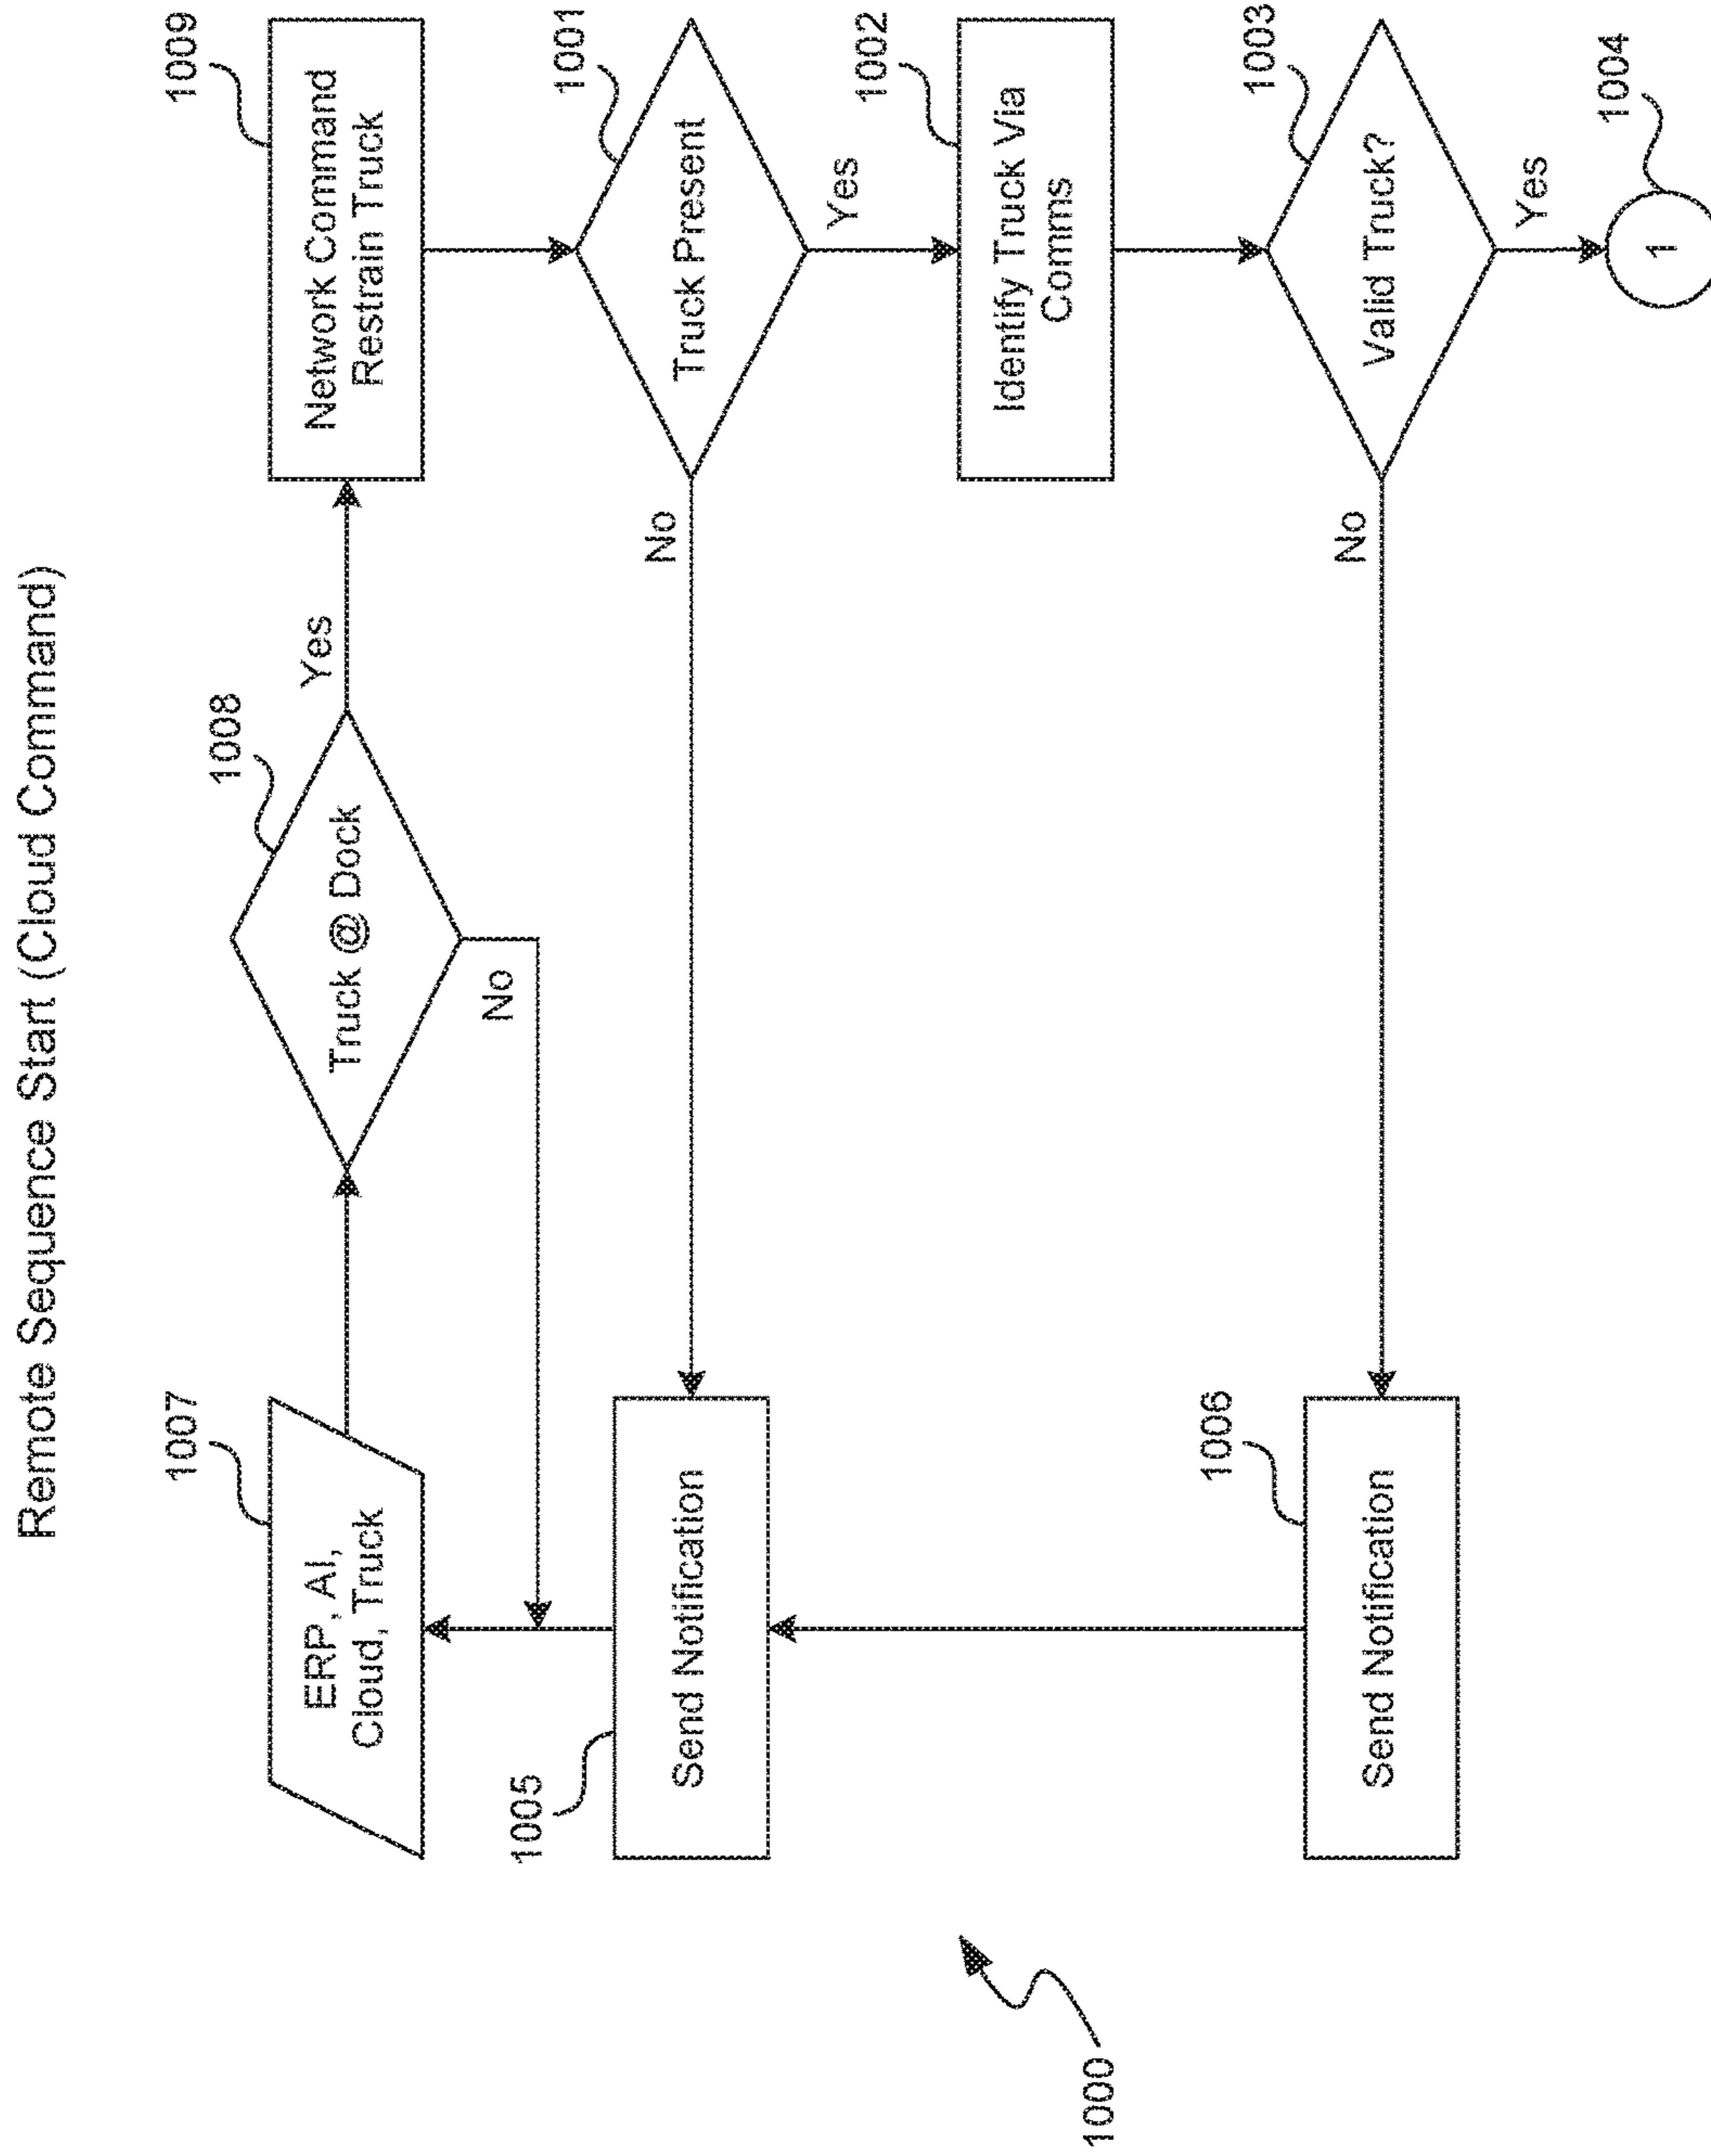 Remote Sequence Start (Cloud Command)
1007
ERP, AI,
Cloud, Truck
1008
Truck @ Dock
Yes
No
1009
Network Command
Restrain Truck
1005
Send Notification
No
1001
Truck Present
Yes
1002
Identify Truck Via
Comms
1006
Send Notification
No
1003
Valid Truck?
Yes
1004
1
1000